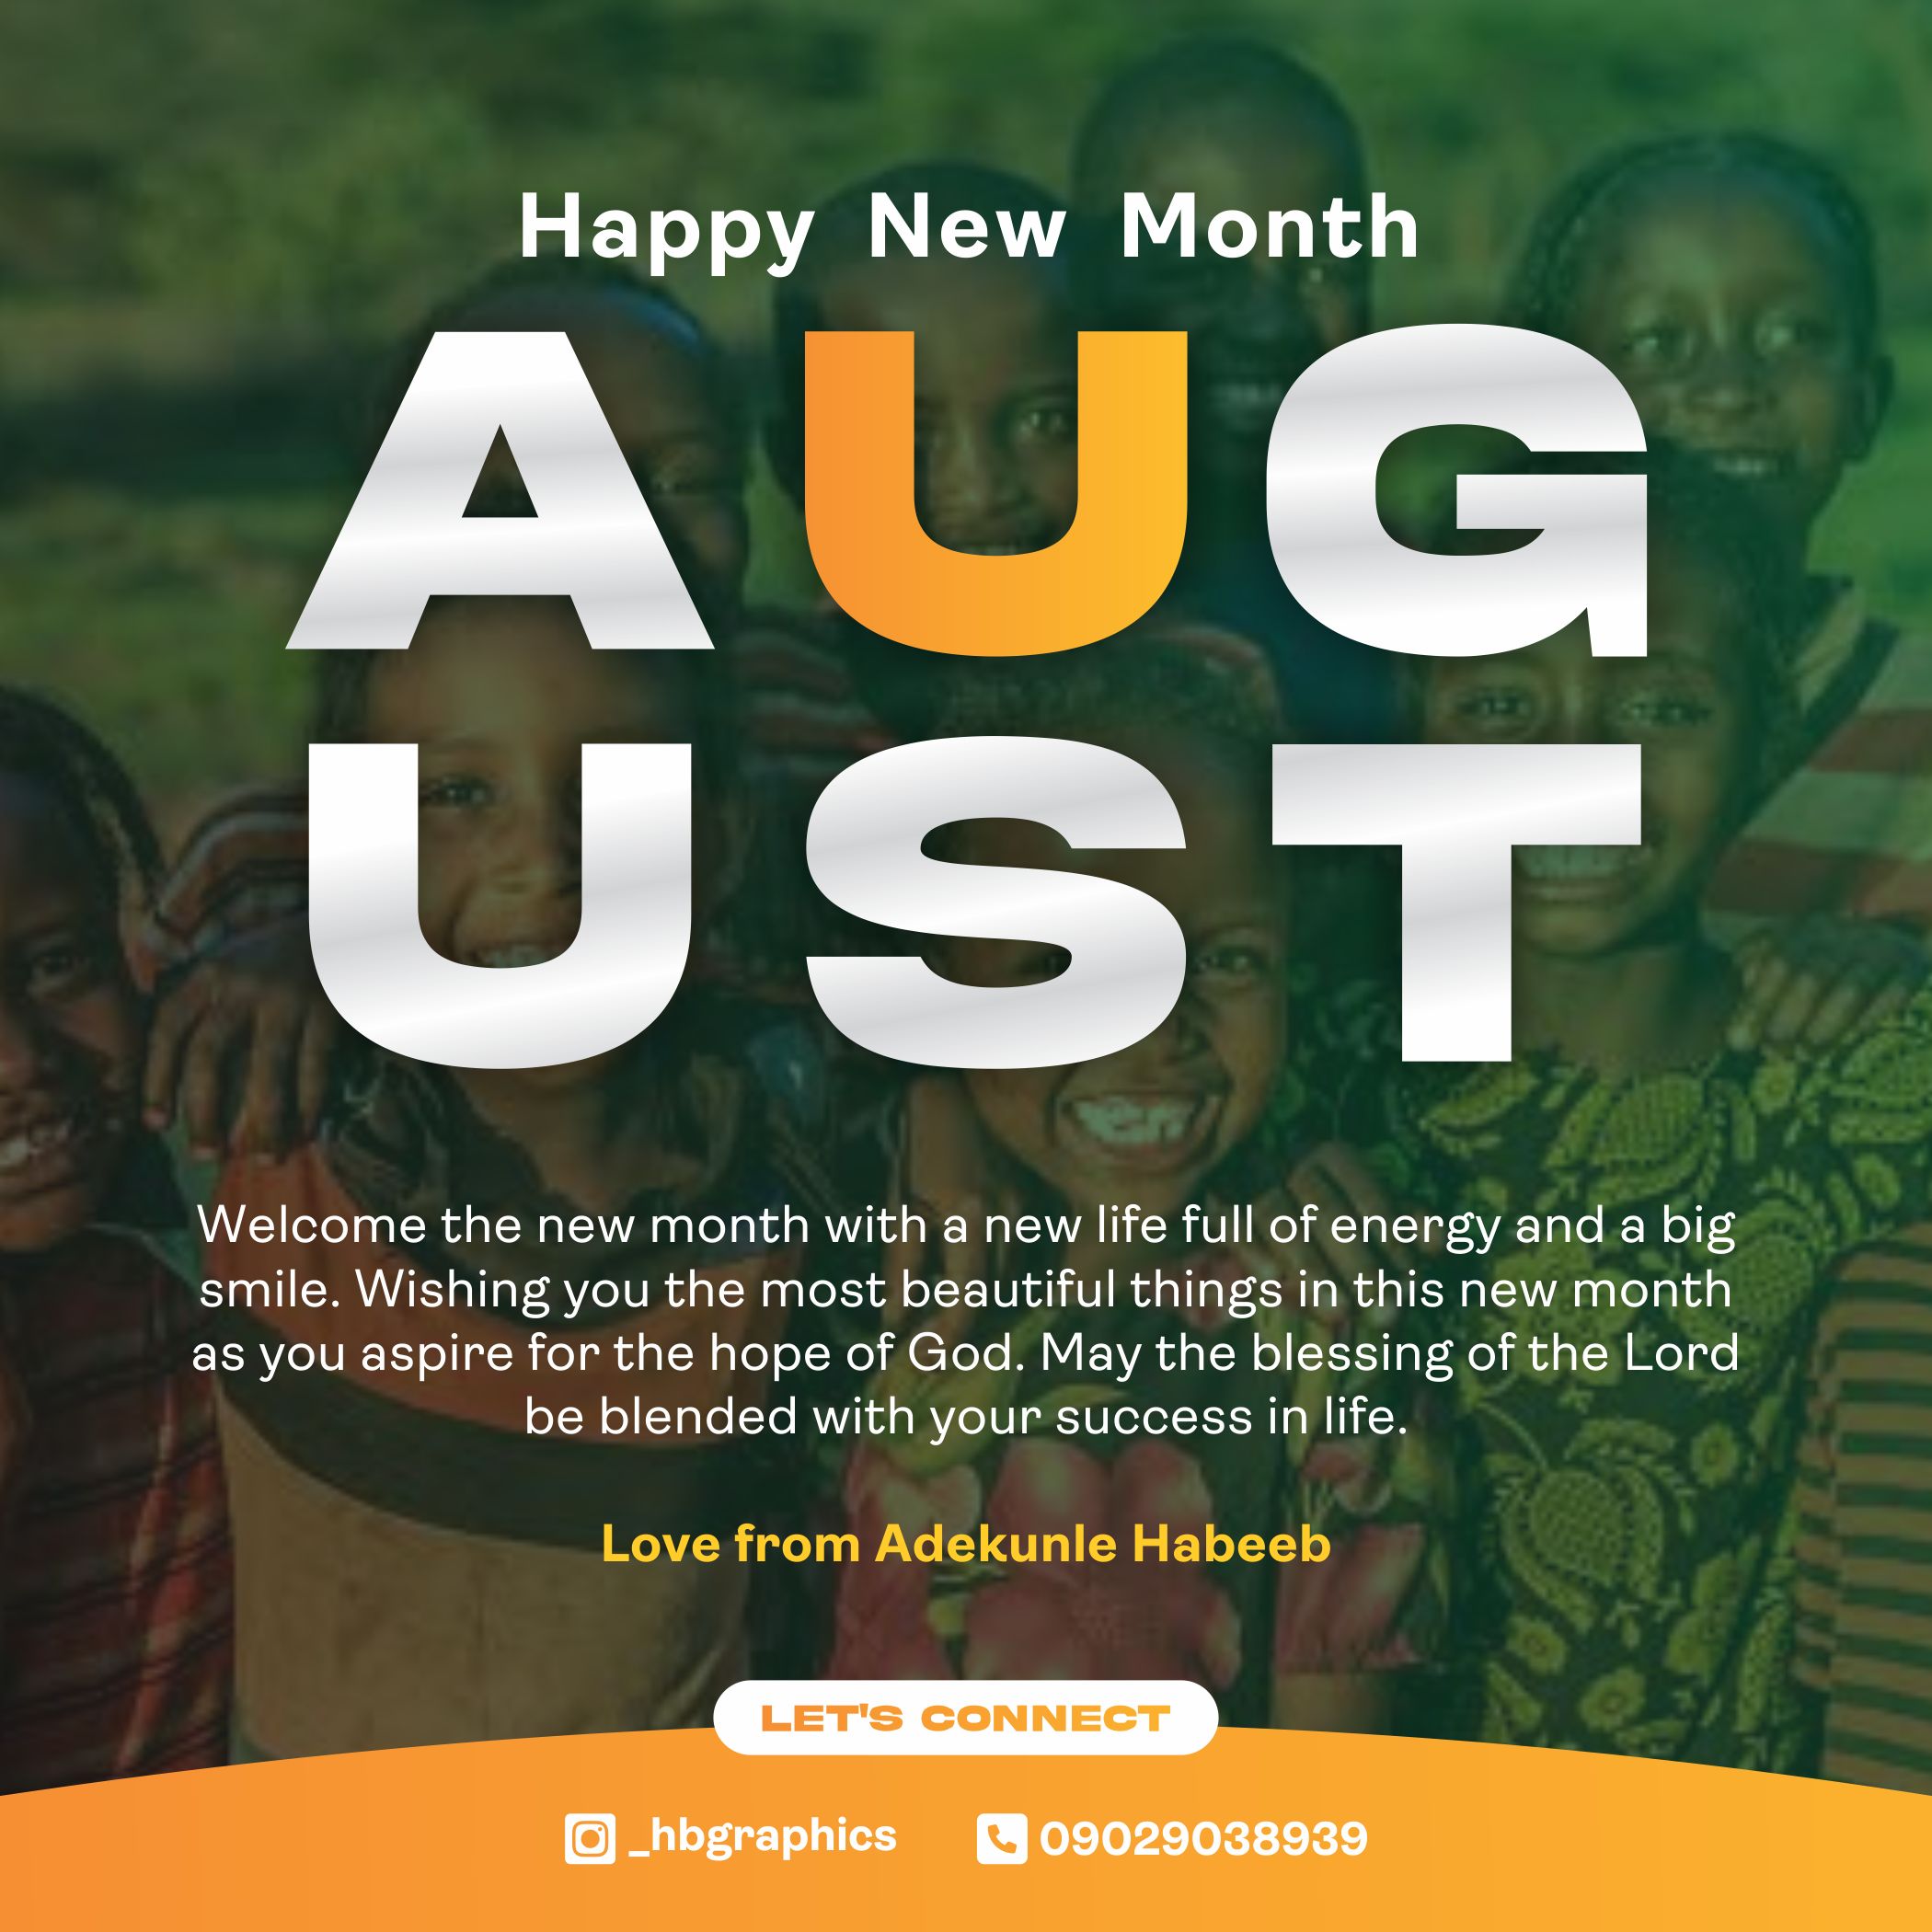 Happy New Month
AUG
UST
Welcome the new month with a new life full of energy and a big
smile. Wishing you the most beautiful things in this new month
as you aspire for the hope of God. May the blessing of the Lord
be blended with your success in life.
Love from Adekunle Habeeb
LET'S CONNECT
_hbgraphics 09029038939